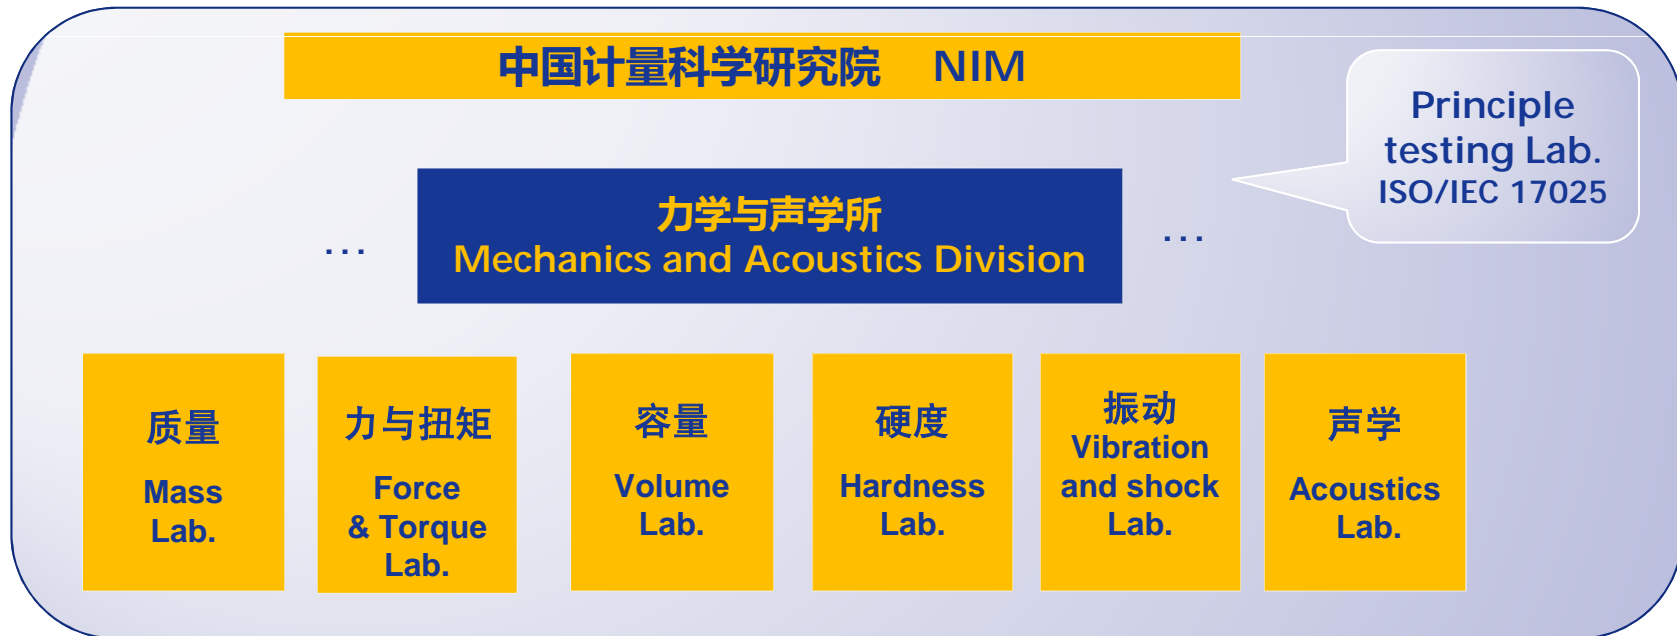 中国计量科学研究院 NIM
Principle
testing Lab.
ISO/IEC 17025
力学与声学所
Mechanics and Acoustics Division
...
...
质量
Mass
Lab.
力与扭矩
Force
& Torque
Lab.
容量
Volume
Lab.
硬度
Hardness
Lab.
振动
Vibration
and shock
Lab.
声学
Acoustics
Lab.